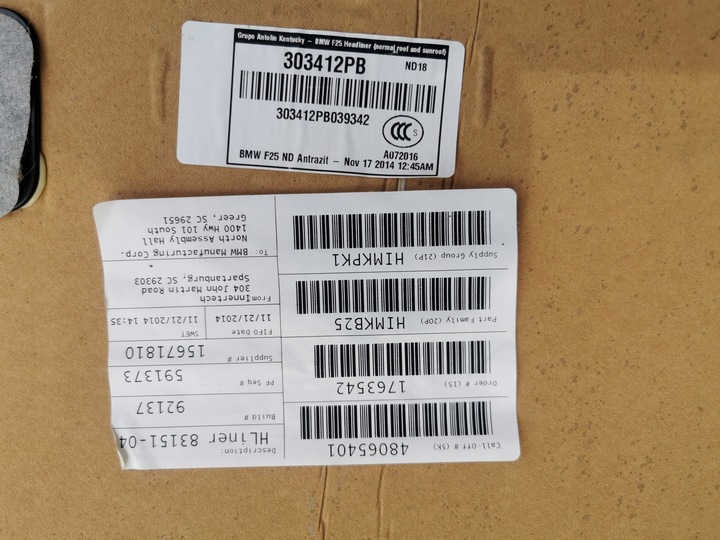 Grupo Antolin Kentucky - BMW F25 Headliner (normal roof and sunroof)
303412PB
ND18
303412PB039342
CCC S
A072016
BMW F25 ND Antrazit - Nov 17 2014 12:45AM
Description:
HLiner 83151-04
Build #
92137
PF Seq #
591373
Supplier #
15671810
FIFO Date
11/21/2014
SWET
11/21/2014 14:35
From Innertech
304 John Martin Road
Spartanburg, SC 29303
To: BMW Manufacturing Corp.
North Assembly Hall
1400 Hwy 101 South
Greer, SC 29651
Call-Off # (5K)
48065401
Order # (1S)
1763542
Part Family (20P)
HIMKB25
Supply Group (21P)
HIMKPK1